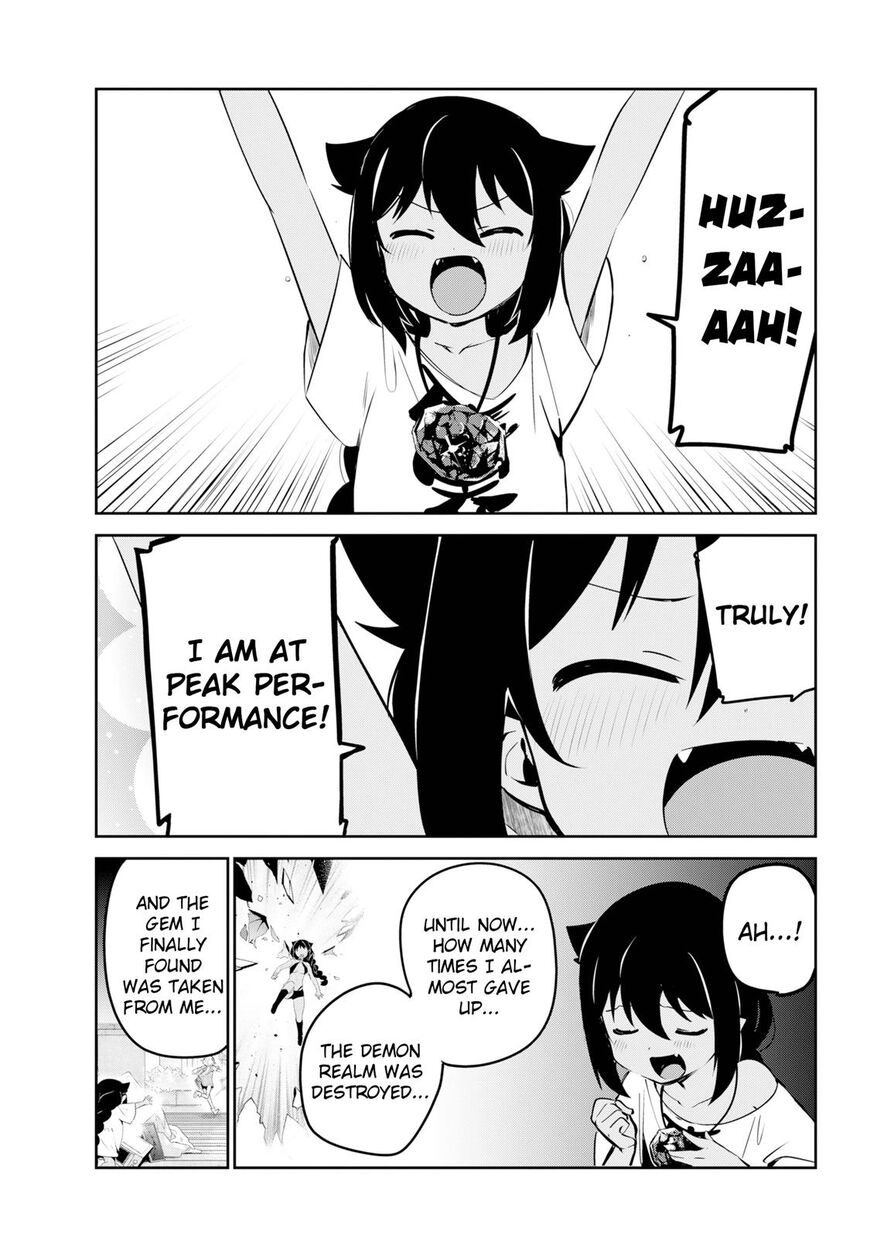 HUZ-
ZAA-
AAH!
TRULY!
I AM AT
PEAK PER-
FORMANCE!
AH...!
UNTIL NOW...
HOW MANY
TIMES I AL-
MOST GAVE
UP...
THE DEMON
REALM WAS
DESTROYED...
AND THE
GEM I
FINALLY
FOUND
WAS TAKEN
FROM ME...